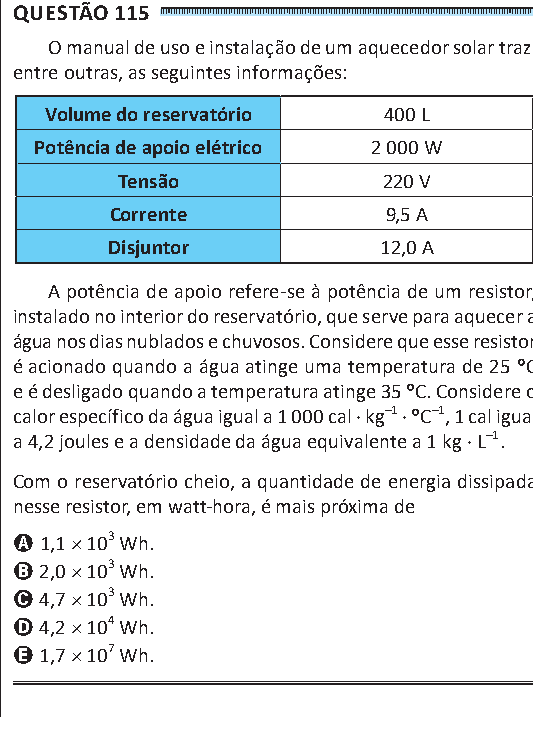 QUESTÃO 115
O manual de uso e instalação de um aquecedor solar traz
entre outras, as seguintes informações:
Volume do reservatório 400 L
Potência de apoio elétrico 2 000 W
Tensão 220 V
Corrente 9,5 A
Disjuntor 12,0 A
A potência de apoio refere-se à potência de um resistor,
instalado no interior do reservatório, que serve para aquecer a
água nos dias nublados e chuvosos. Considere que esse resistor
é acionado quando a água atinge uma temperatura de 25 ºC
e é desligado quando a temperatura atinge 35 ºC. Considere o
calor específico da água igual a 1 000 cal · kg⁻¹ · ºC⁻¹, 1 cal igua
a 4,2 joules e a densidade da água equivalente a 1 kg · L⁻¹.
Com o reservatório cheio, a quantidade de energia dissipada
nesse resistor, em watt-hora, é mais próxima de
A 1,1 × 10³ Wh.
B 2,0 × 10³ Wh.
C 4,7 × 10³ Wh.
D 4,2 × 10⁴ Wh.
E 1,7 × 10⁷ Wh.